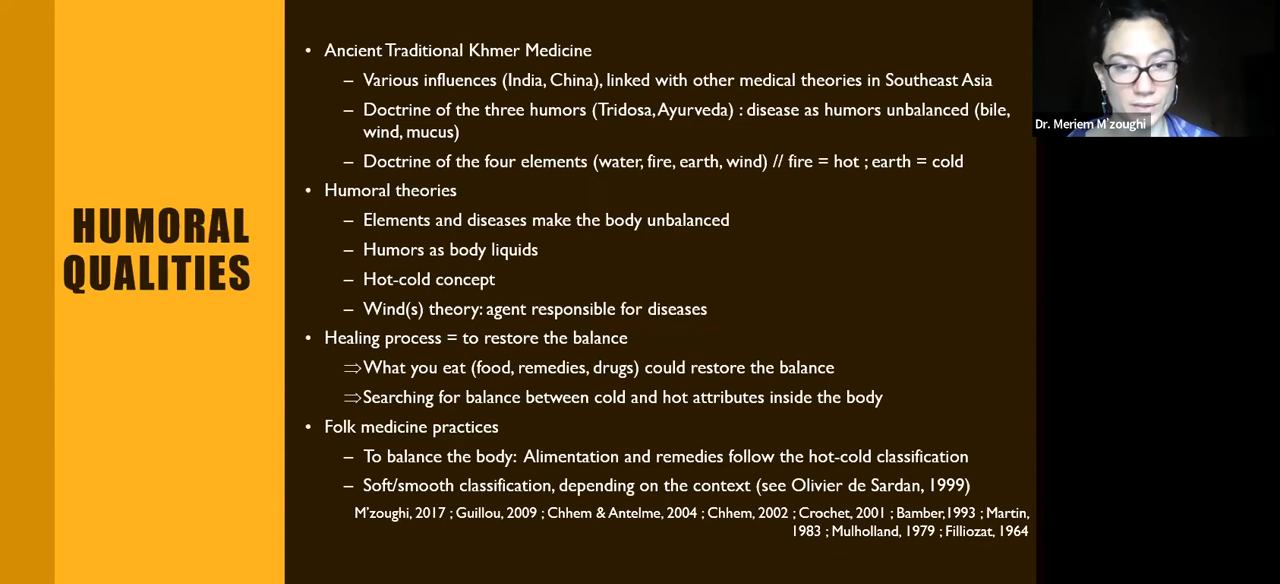 HUMORAL
QUALITIES
• Ancient Traditional Khmer Medicine
– Various influences (India, China), linked with other medical theories in Southeast Asia
– Doctrine of the three humors (Tridosa, Ayurveda) : disease as humors unbalanced (bile,
wind, mucus)
– Doctrine of the four elements (water, fire, earth, wind) // fire = hot ; earth = cold
• Humoral theories
– Elements and diseases make the body unbalanced
– Humors as body liquids
– Hot-cold concept
– Wind(s) theory: agent responsible for diseases
• Healing process = to restore the balance
⇒What you eat (food, remedies, drugs) could restore the balance
⇒Searching for balance between cold and hot attributes inside the body
• Folk medicine practices
– To balance the body: Alimentation and remedies follow the hot-cold classification
– Soft/smooth classification, depending on the context (see Olivier de Sardan, 1999)
M'zoughi, 2017 ; Guillou, 2009 ; Chhem & Antelme, 2004 ; Chhem, 2002 ; Crochet, 2001 ; Bamber,1993 ; Martin,
1983 ; Mulholland, 1979 ; Filliozat, 1964
Dr. Meriem M'zoughi